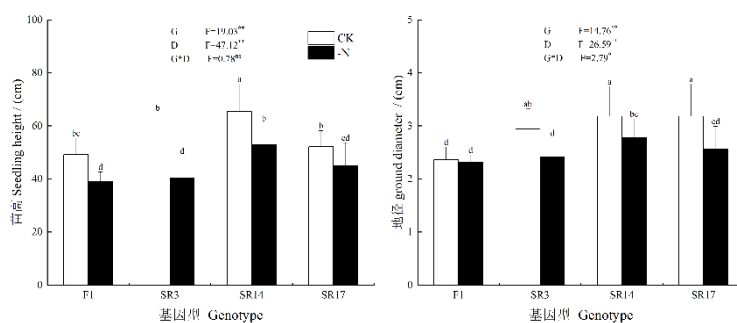 G F=19.03**
D F=47.12**
G*D F=0.78ns
CK
-N
苗高 Seedling height / (cm)
100
80
60
40
20
0
bc
d
b
d
a
b
b
cd
F1 SR3 SR14 SR17
基因型 Genotype
G F=14.76**
D F=26.59
G*D F=2.79*
地径 ground diameter / (cm)
5
4
3
2
1
0
d
d
ab
d
a
bc
a
cd
F1 SR3 SR14 SR17
基因型 Genotype